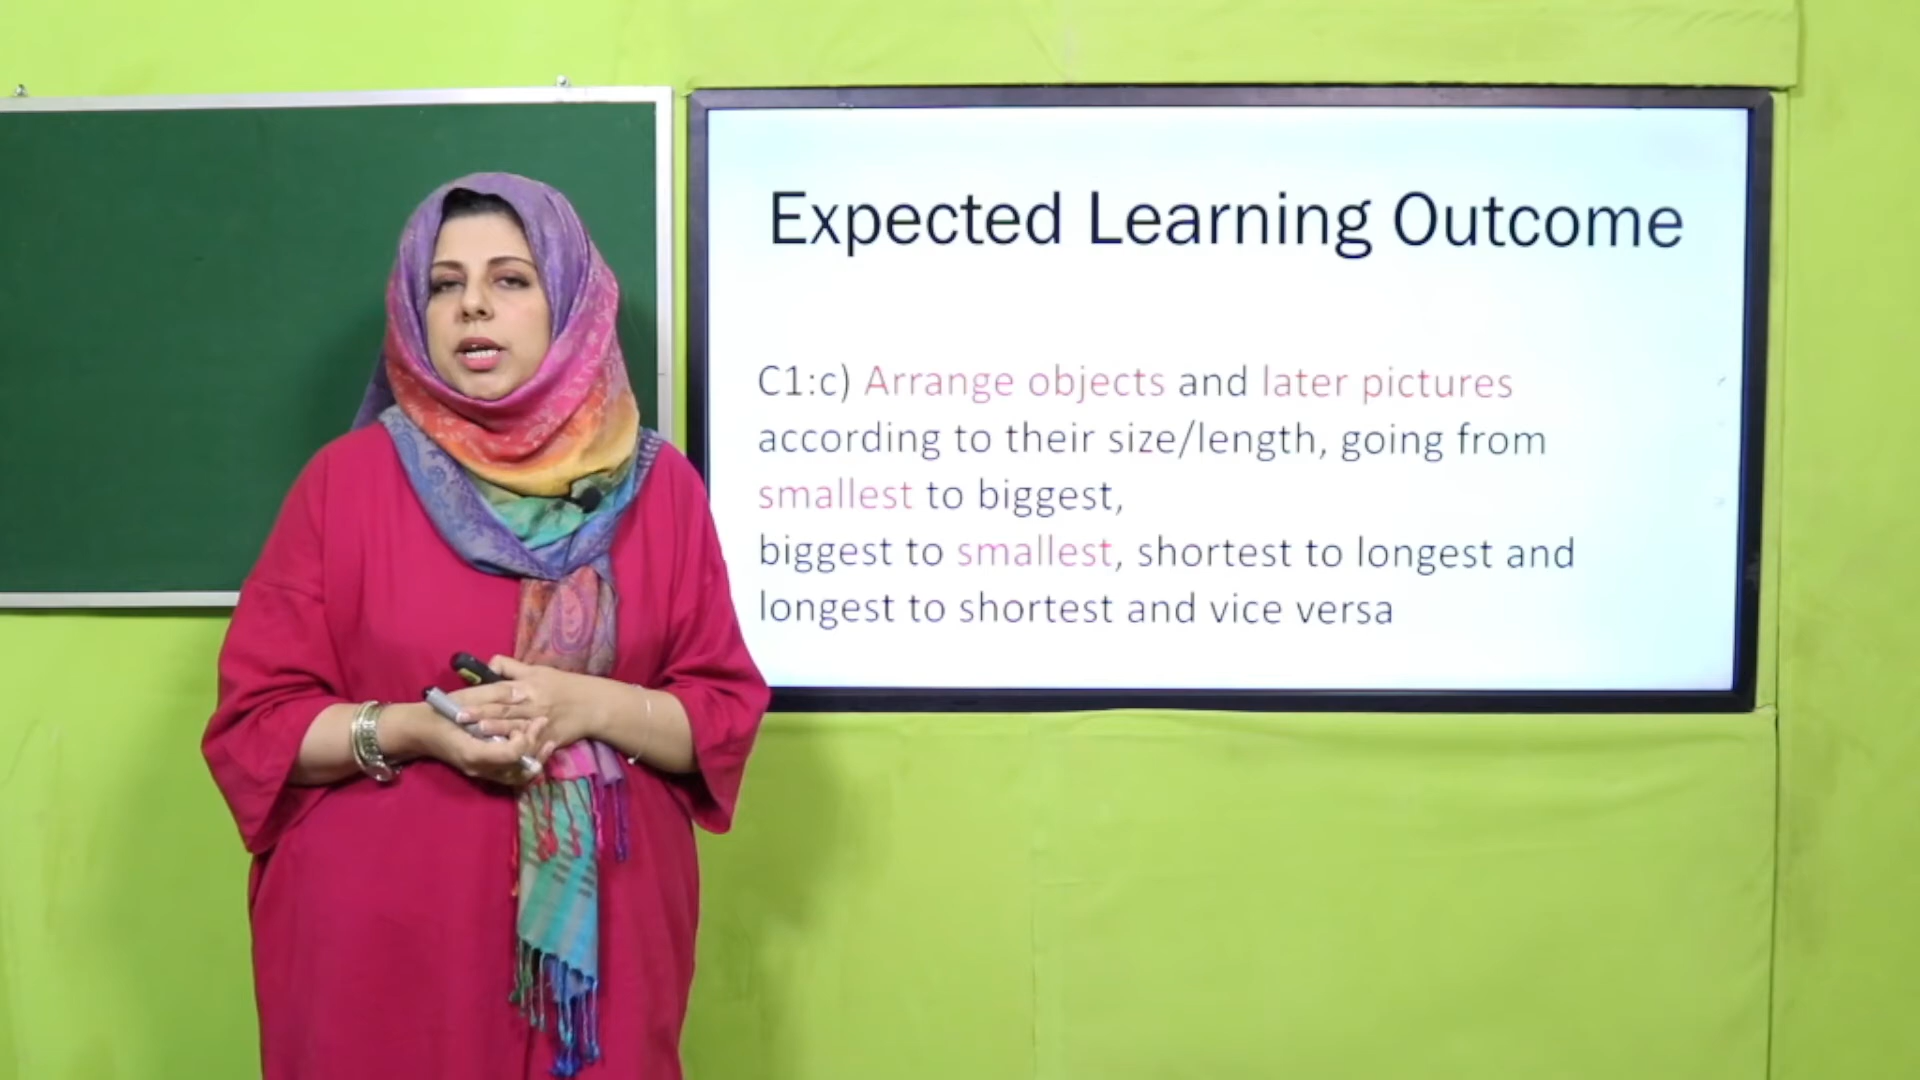 Expected Learning Outcome
C1:c) Arrange objects and later pictures
according to their size/length, going from
smallest to biggest,
biggest to smallest, shortest to longest and
longest to shortest and vice versa